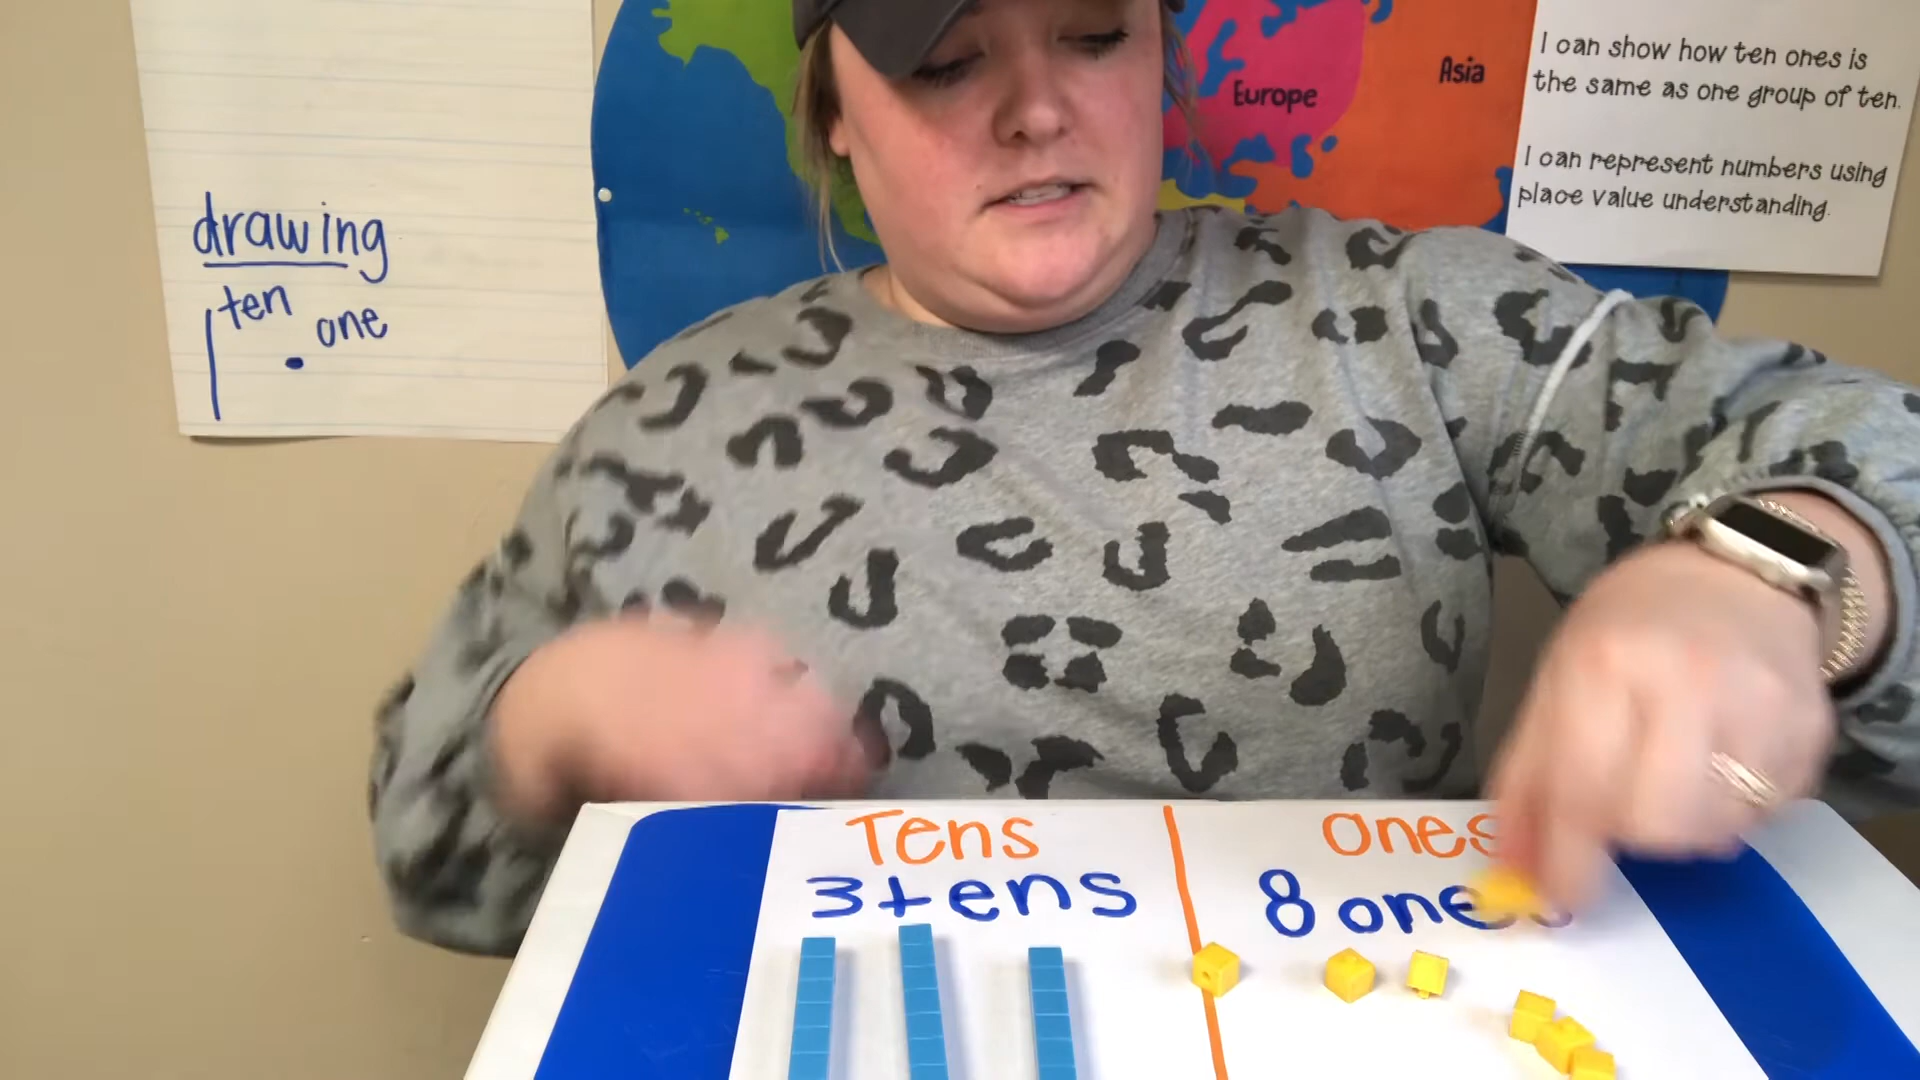 drawing
ten
one
Europe
Asia
I can show how ten ones is
the same as one group of ten.
I can represent numbers using
place value understanding.
Tens
Ones
3 tens
8 ones